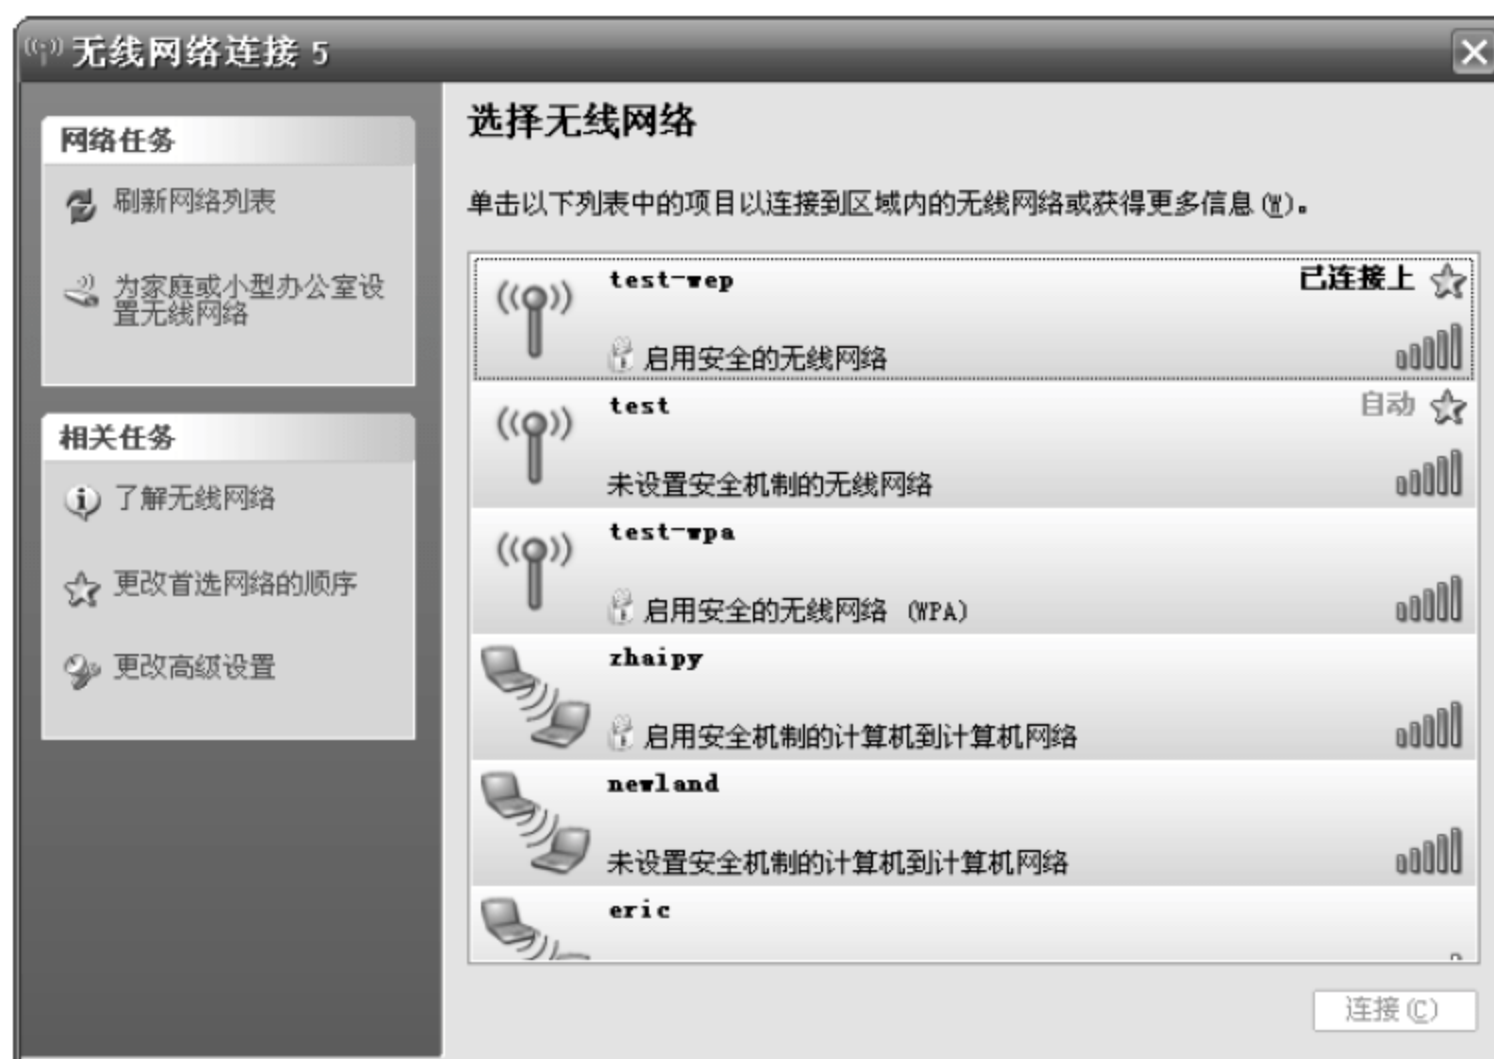 无线网络连接 5
网络任务
刷新网络列表
为家庭或小型办公室设
置无线网络
相关任务
了解无线网络
更改首选网络的顺序
更改高级设置
选择无线网络
单击以下列表中的项目以连接到区域内的无线网络或获得更多信息(W)。
test-wep
已连接上
启用安全的无线网络
test
自动
未设置安全机制的无线网络
test-wpa
启用安全的无线网络 (WPA)
zhaipy
启用安全机制的计算机到计算机网络
newland
未设置安全机制的计算机到计算机网络
eric
连接(C)